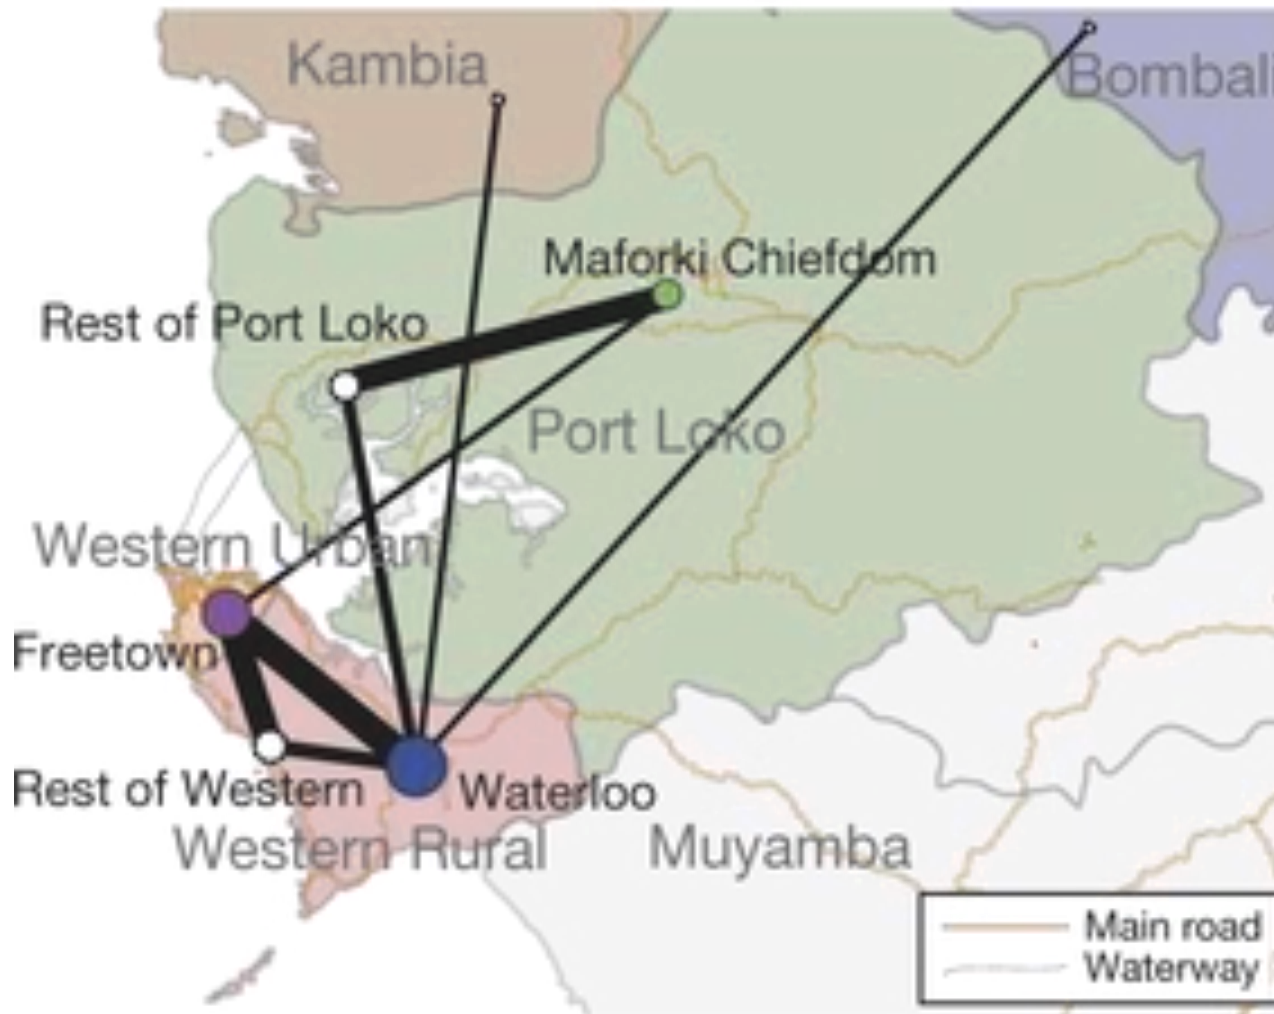 Kambia
Bombali
Maforki Chiefdom
Rest of Port Loko
Port Loko
Western Urban
Freetown
Rest of Western
Waterloo
Western Rural
Muyamba
Main road
Waterway